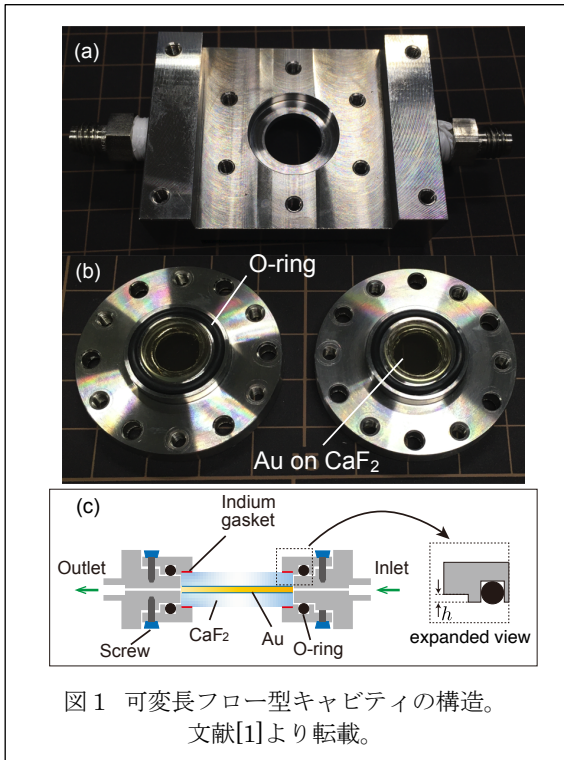 (a)
(b)
O-ring
Au on CaF2
(c)
Indium
gasket
Outlet
Inlet
Screw
CaF2
Au
O-ring
h
expanded view
図1 可変長フロー型キャビティの構造。
文献[1]より転載。